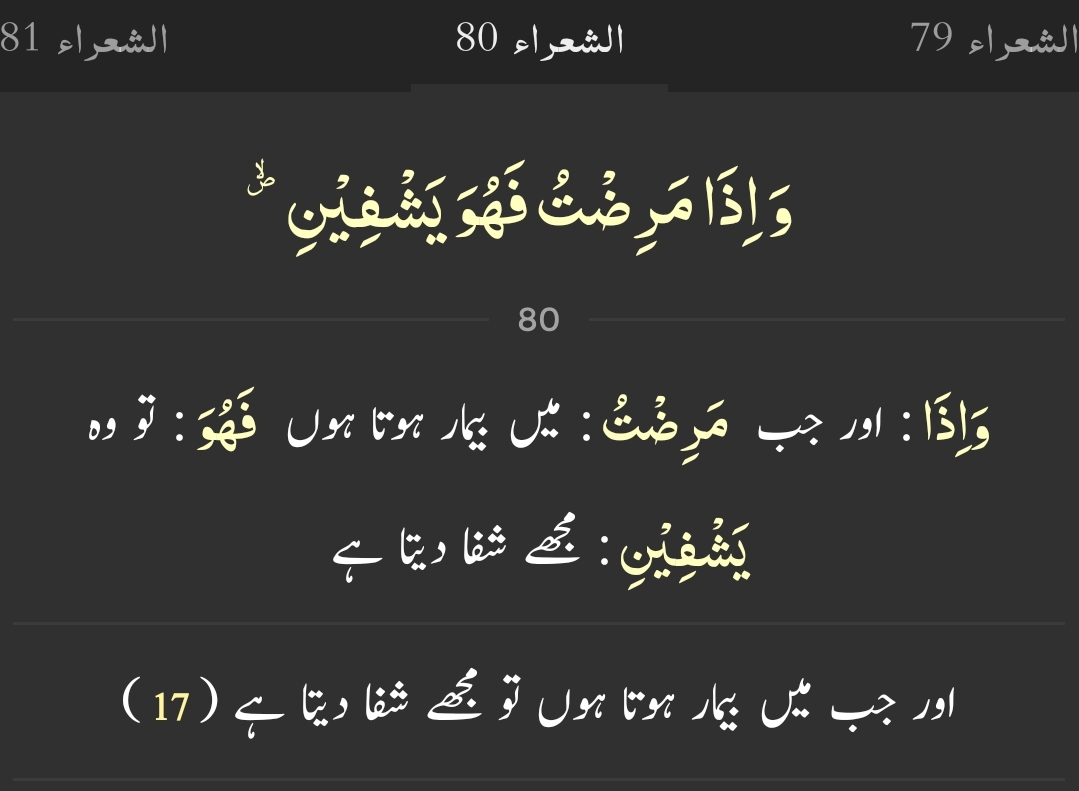 الشعراء 79 الشعراء 80 الشعراء 81
وَاِذَا مَرِضْتُ فَهُوَ يَشْفِيْنِ ۪ۙ
80
وَاِذَا : اور جب مَرِضْتُ : میں بیمار ہوتا ہوں فَهُوَ : تو وہ
يَشْفِيْنِ : مجھے شفا دیتا ہے
اور جب میں بیمار ہوتا ہوں تو مجھے شفا دیتا ہے ( 17 )